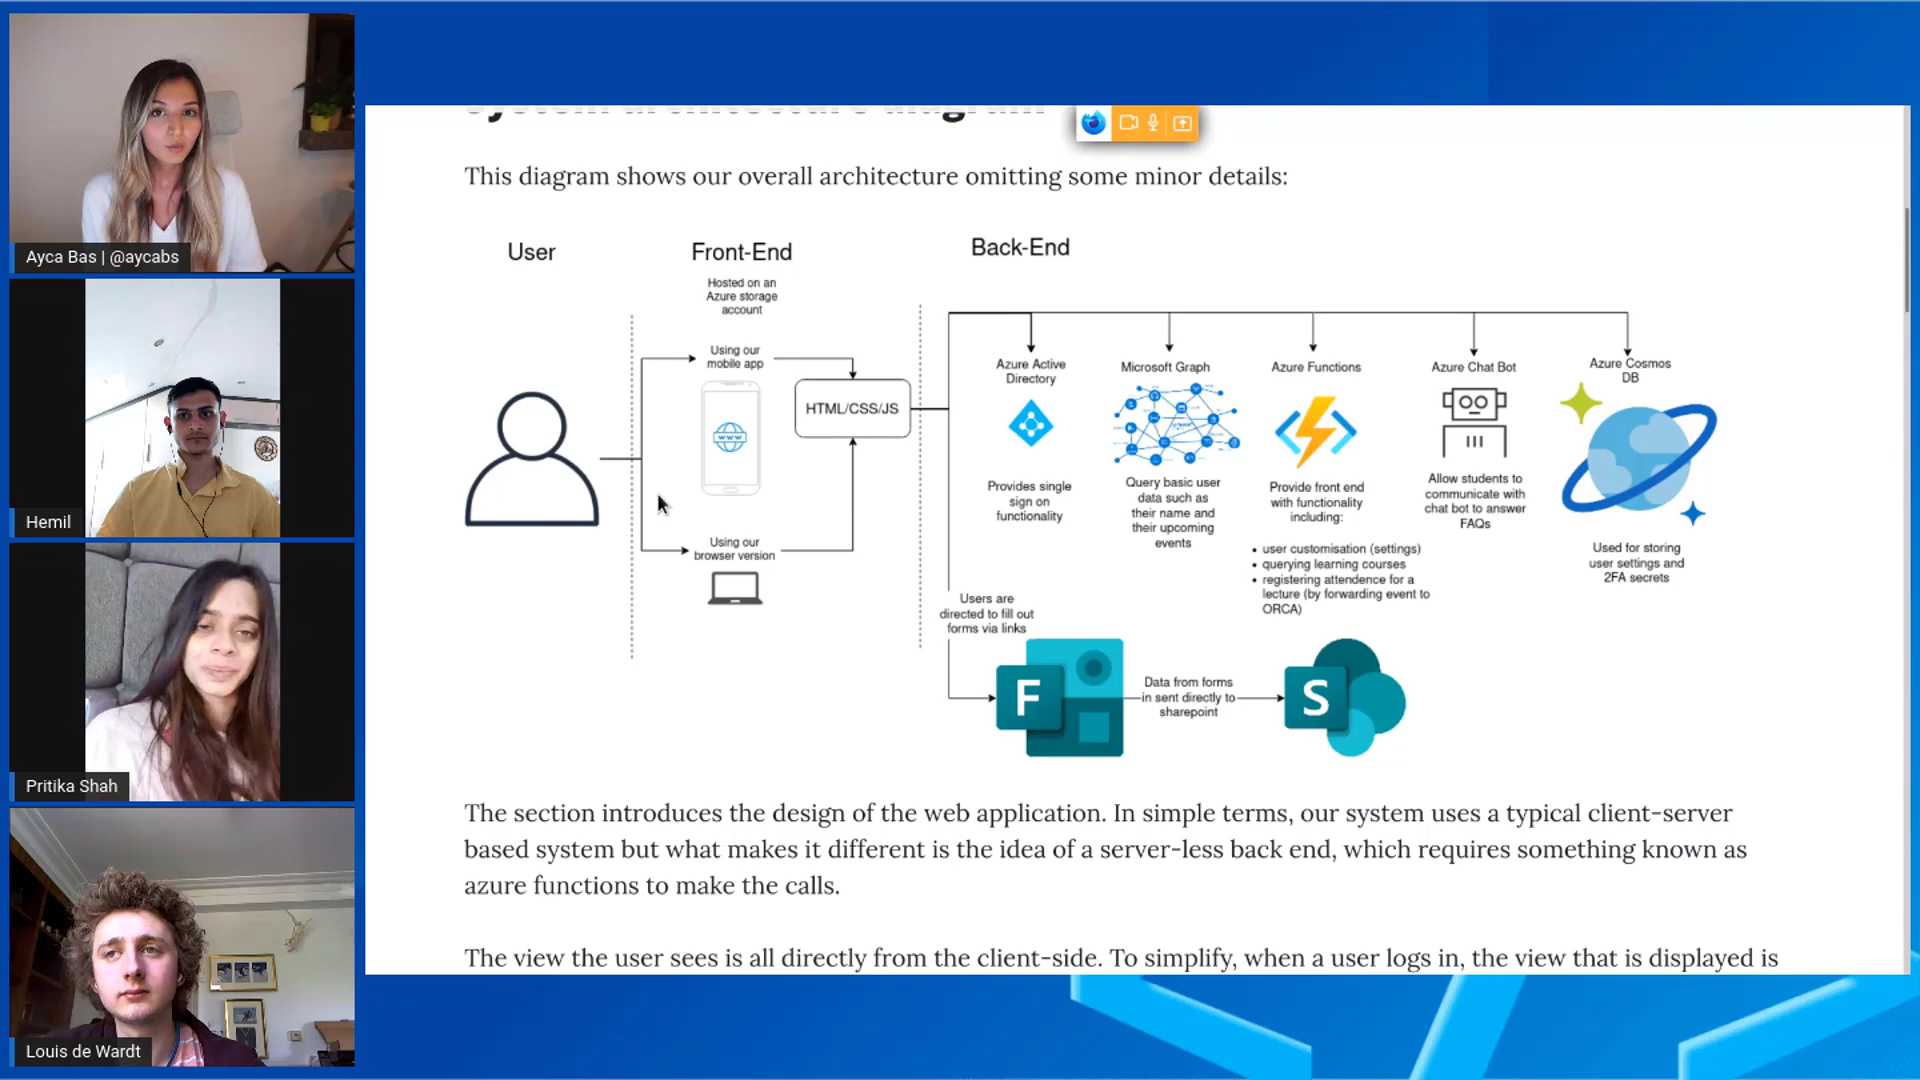 Ayca Bas | @aycabs
Hemil
Pritika Shah
Louis de Wardt
System architecture diagram
This diagram shows our overall architecture omitting some minor details:
User
Front-End
Back-End
Hosted on an
Azure storage
account
Using our
mobile app
www
HTML/CSS/JS
Using our
browser version
Azure Active
Directory
Provides single
sign on
functionality
Microsoft Graph
Query basic user
data such as
their name and
their upcoming
events
Azure Functions
Provide front end
with functionality
including:
• user customisation (settings)
• querying learning courses
• registering attendence for a
lecture (by forwarding event to
ORCA)
Azure Chat Bot
Allow students to
communicate with
chat bot to answer
FAQs
Azure Cosmos
DB
Used for storing
user settings and
2FA secrets
Users are
directed to fill out
forms via links
F
Data from forms
in sent directly to
sharepoint
S
The section introduces the design of the web application. In simple terms, our system uses a typical client-server
based system but what makes it different is the idea of a server-less back end, which requires something known as
azure functions to make the calls.
The view the user sees is all directly from the client-side. To simplify, when a user logs in, the view that is displayed is